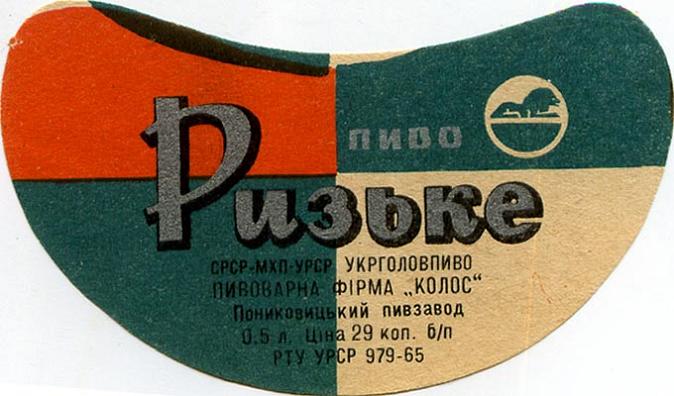 пиво
Ризьке
СРСР-МХП-УРСР УКРГОЛОВПИВО
ПИВОВАРНА ФІРМА „КОЛОС“
Пониковицький пивзавод
0.5 л. Ціна 29 коп. б/п
РТУ УРСР 979-65